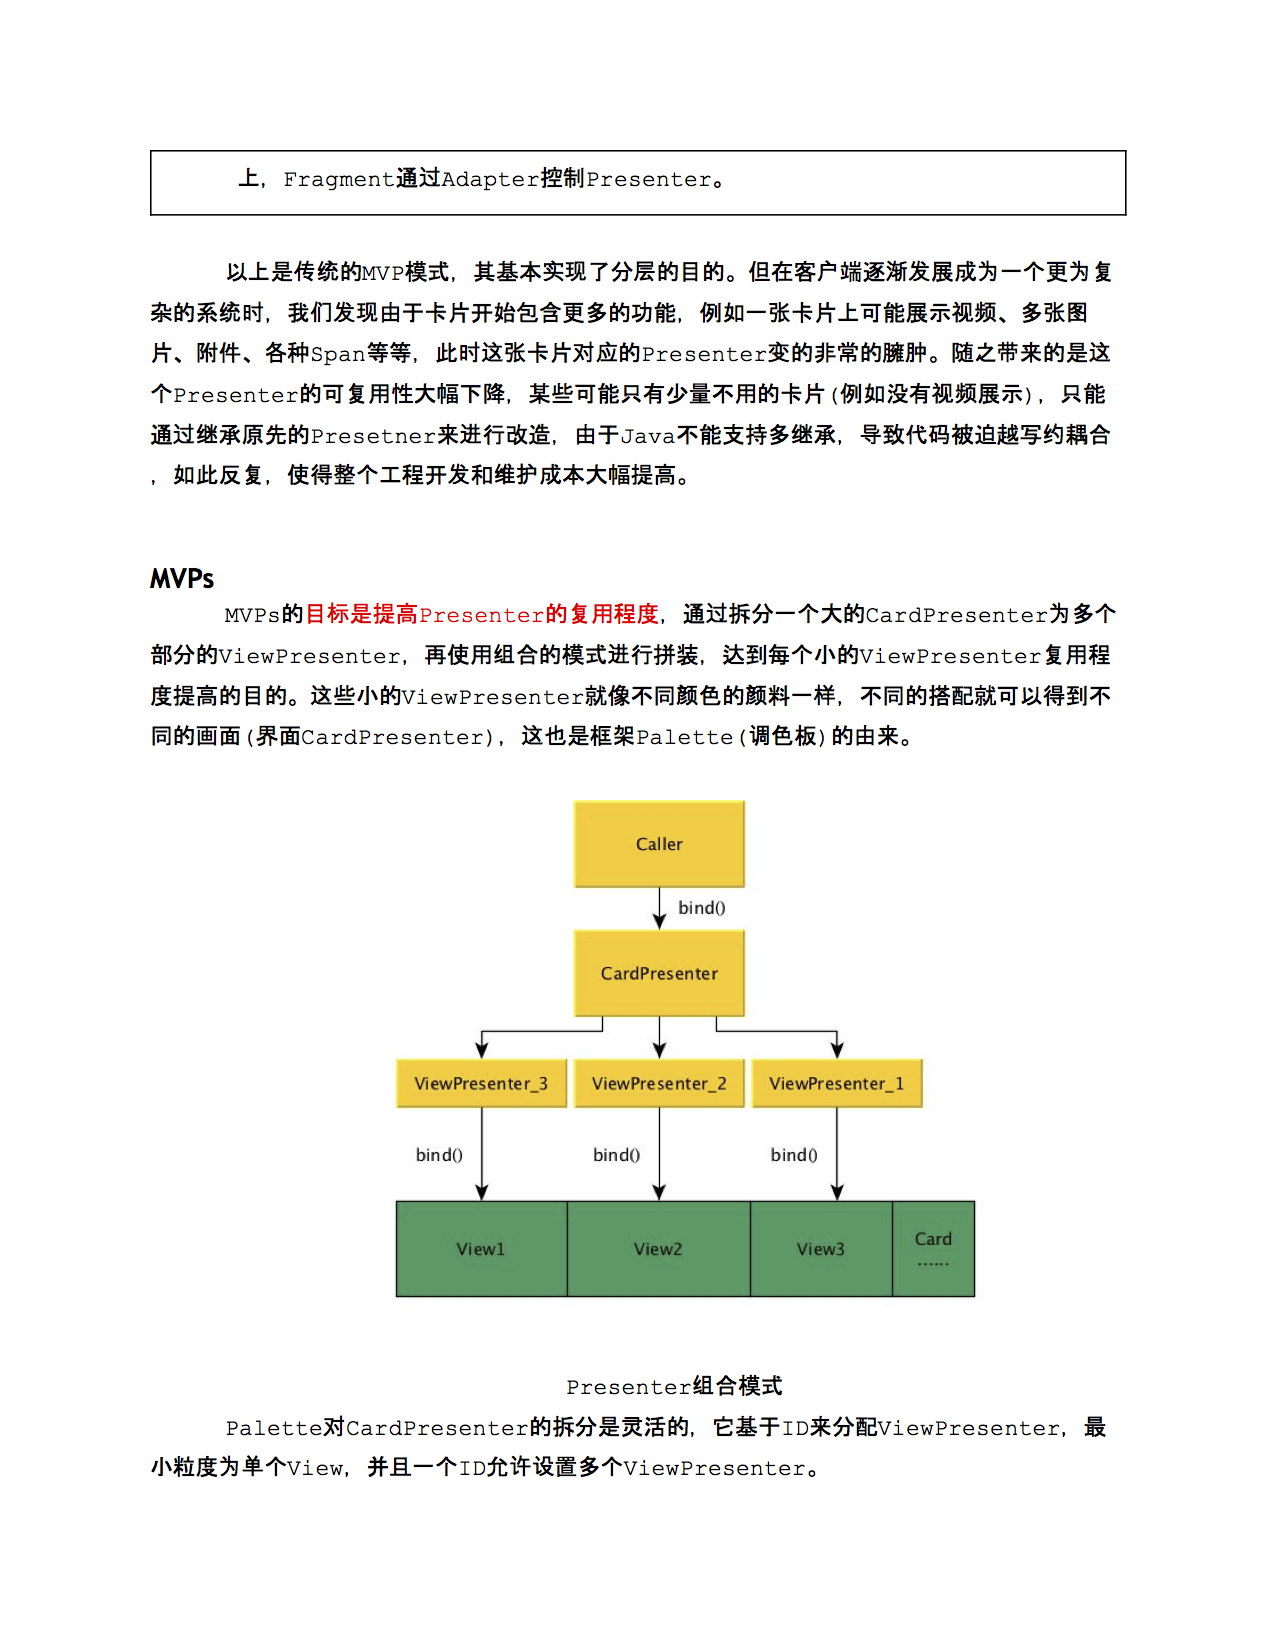 上，Fragment通过Adapter控制Presenter。
以上是传统的MVP模式，其基本实现了分层的目的。但在客户端逐渐发展成为一个更为复
杂的系统时，我们发现由于卡片开始包含更多的功能，例如一张卡片上可能展示视频、多张图
片、附件、各种Span等等，此时这张卡片对应的Presenter变的非常的臃肿。随之带来的是这
个Presenter的可复用性大幅下降，某些可能只有少量不用的卡片(例如没有视频展示)，只能
通过继承原先的Presetner来进行改造，由于Java不能支持多继承，导致代码被迫越写约耦合
，如此反复，使得整个工程开发和维护成本大幅提高。
MVPs
MVPs的目标是提高Presenter的复用程度，通过拆分一个大的CardPresenter为多个
部分的ViewPresenter，再使用组合的模式进行拼装，达到每个小的ViewPresenter复用程
度提高的目的。这些小的ViewPresenter就像不同颜色的颜料一样，不同的搭配就可以得到不
同的画面(界面CardPresenter)，这也是框架Palette(调色板)的由来。
Caller
bind()
CardPresenter
ViewPresenter_3 ViewPresenter_2 ViewPresenter_1
bind() bind() bind()
View1 View2 View3 Card
......
Presenter组合模式
Palette对CardPresenter的拆分是灵活的，它基于ID来分配ViewPresenter，最
小粒度为单个View，并且一个ID允许设置多个ViewPresenter。